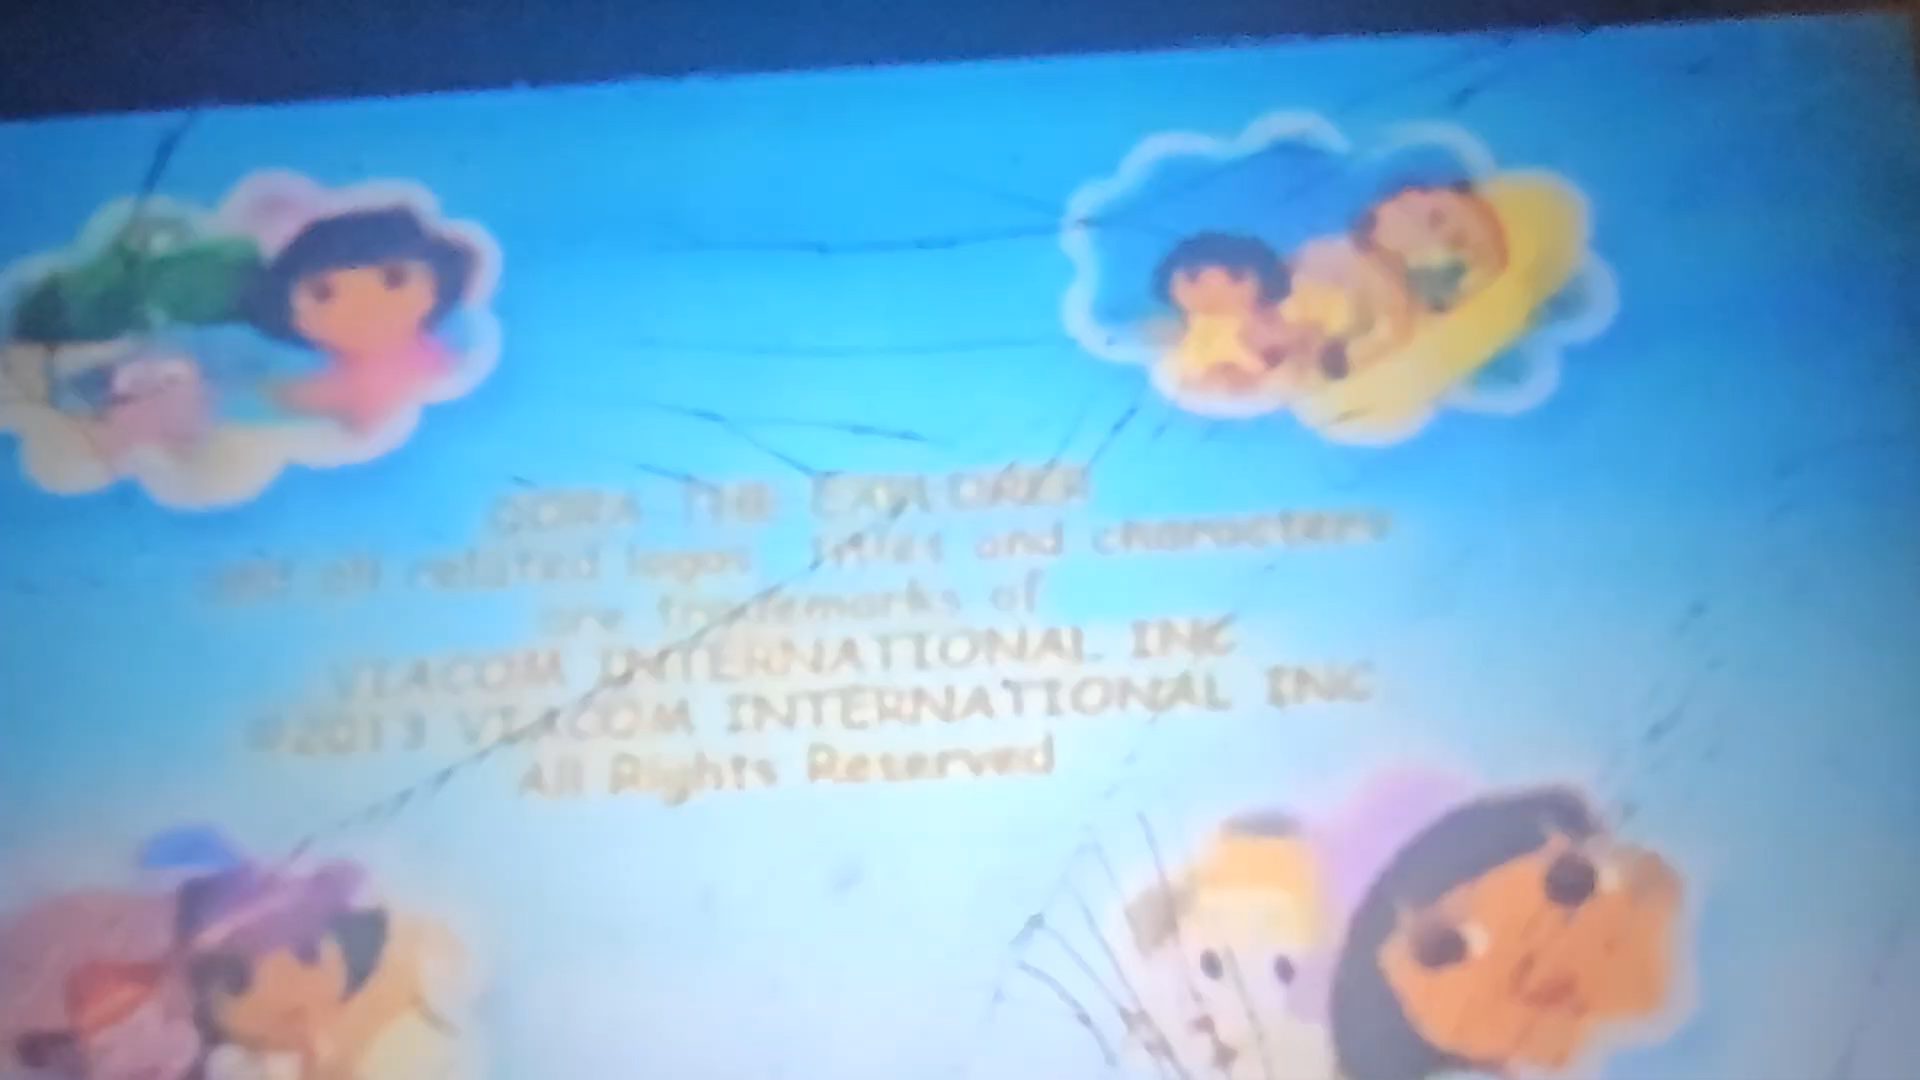 DORA THE EXPLORER
and all related logos titles and characters
are trademarks of
VIACOM INTERNATIONAL INC
©2013 VIACOM INTERNATIONAL INC
All Rights Reserved